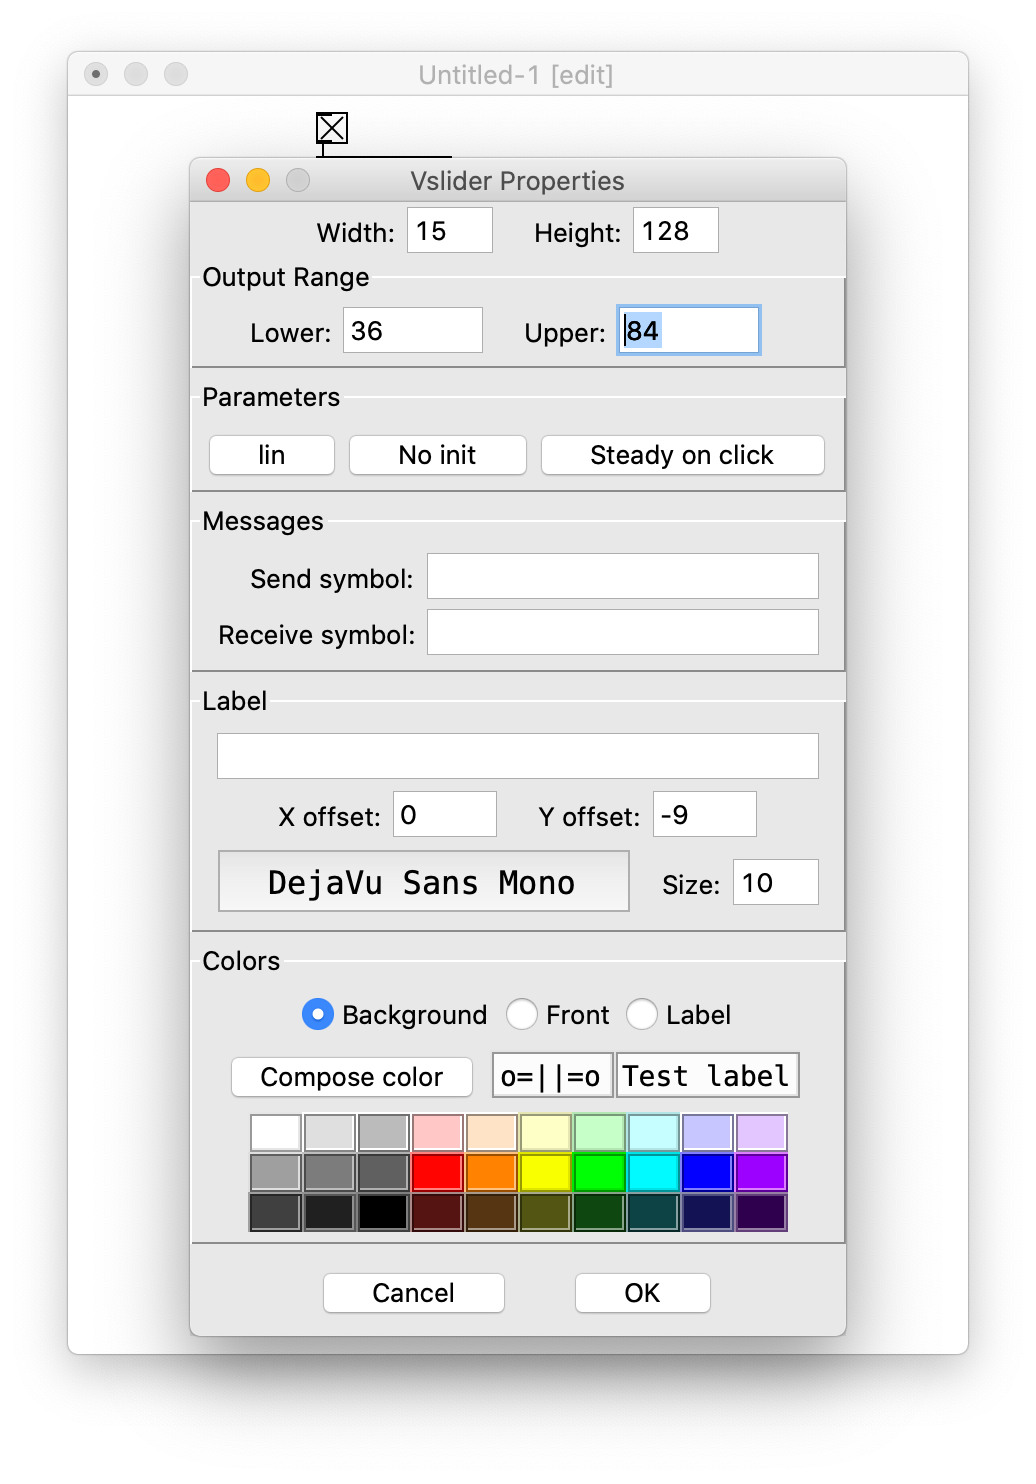 Untitled-1 [edit]
Vslider Properties
Width: 15 Height: 128
Output Range
Lower: 36 Upper: 84
Parameters
lin No init Steady on click
Messages
Send symbol:
Receive symbol:
Label
X offset: 0 Y offset: -9
DejaVu Sans Mono Size: 10
Colors
Background Front Label
Compose color o=||=o Test label
Cancel OK